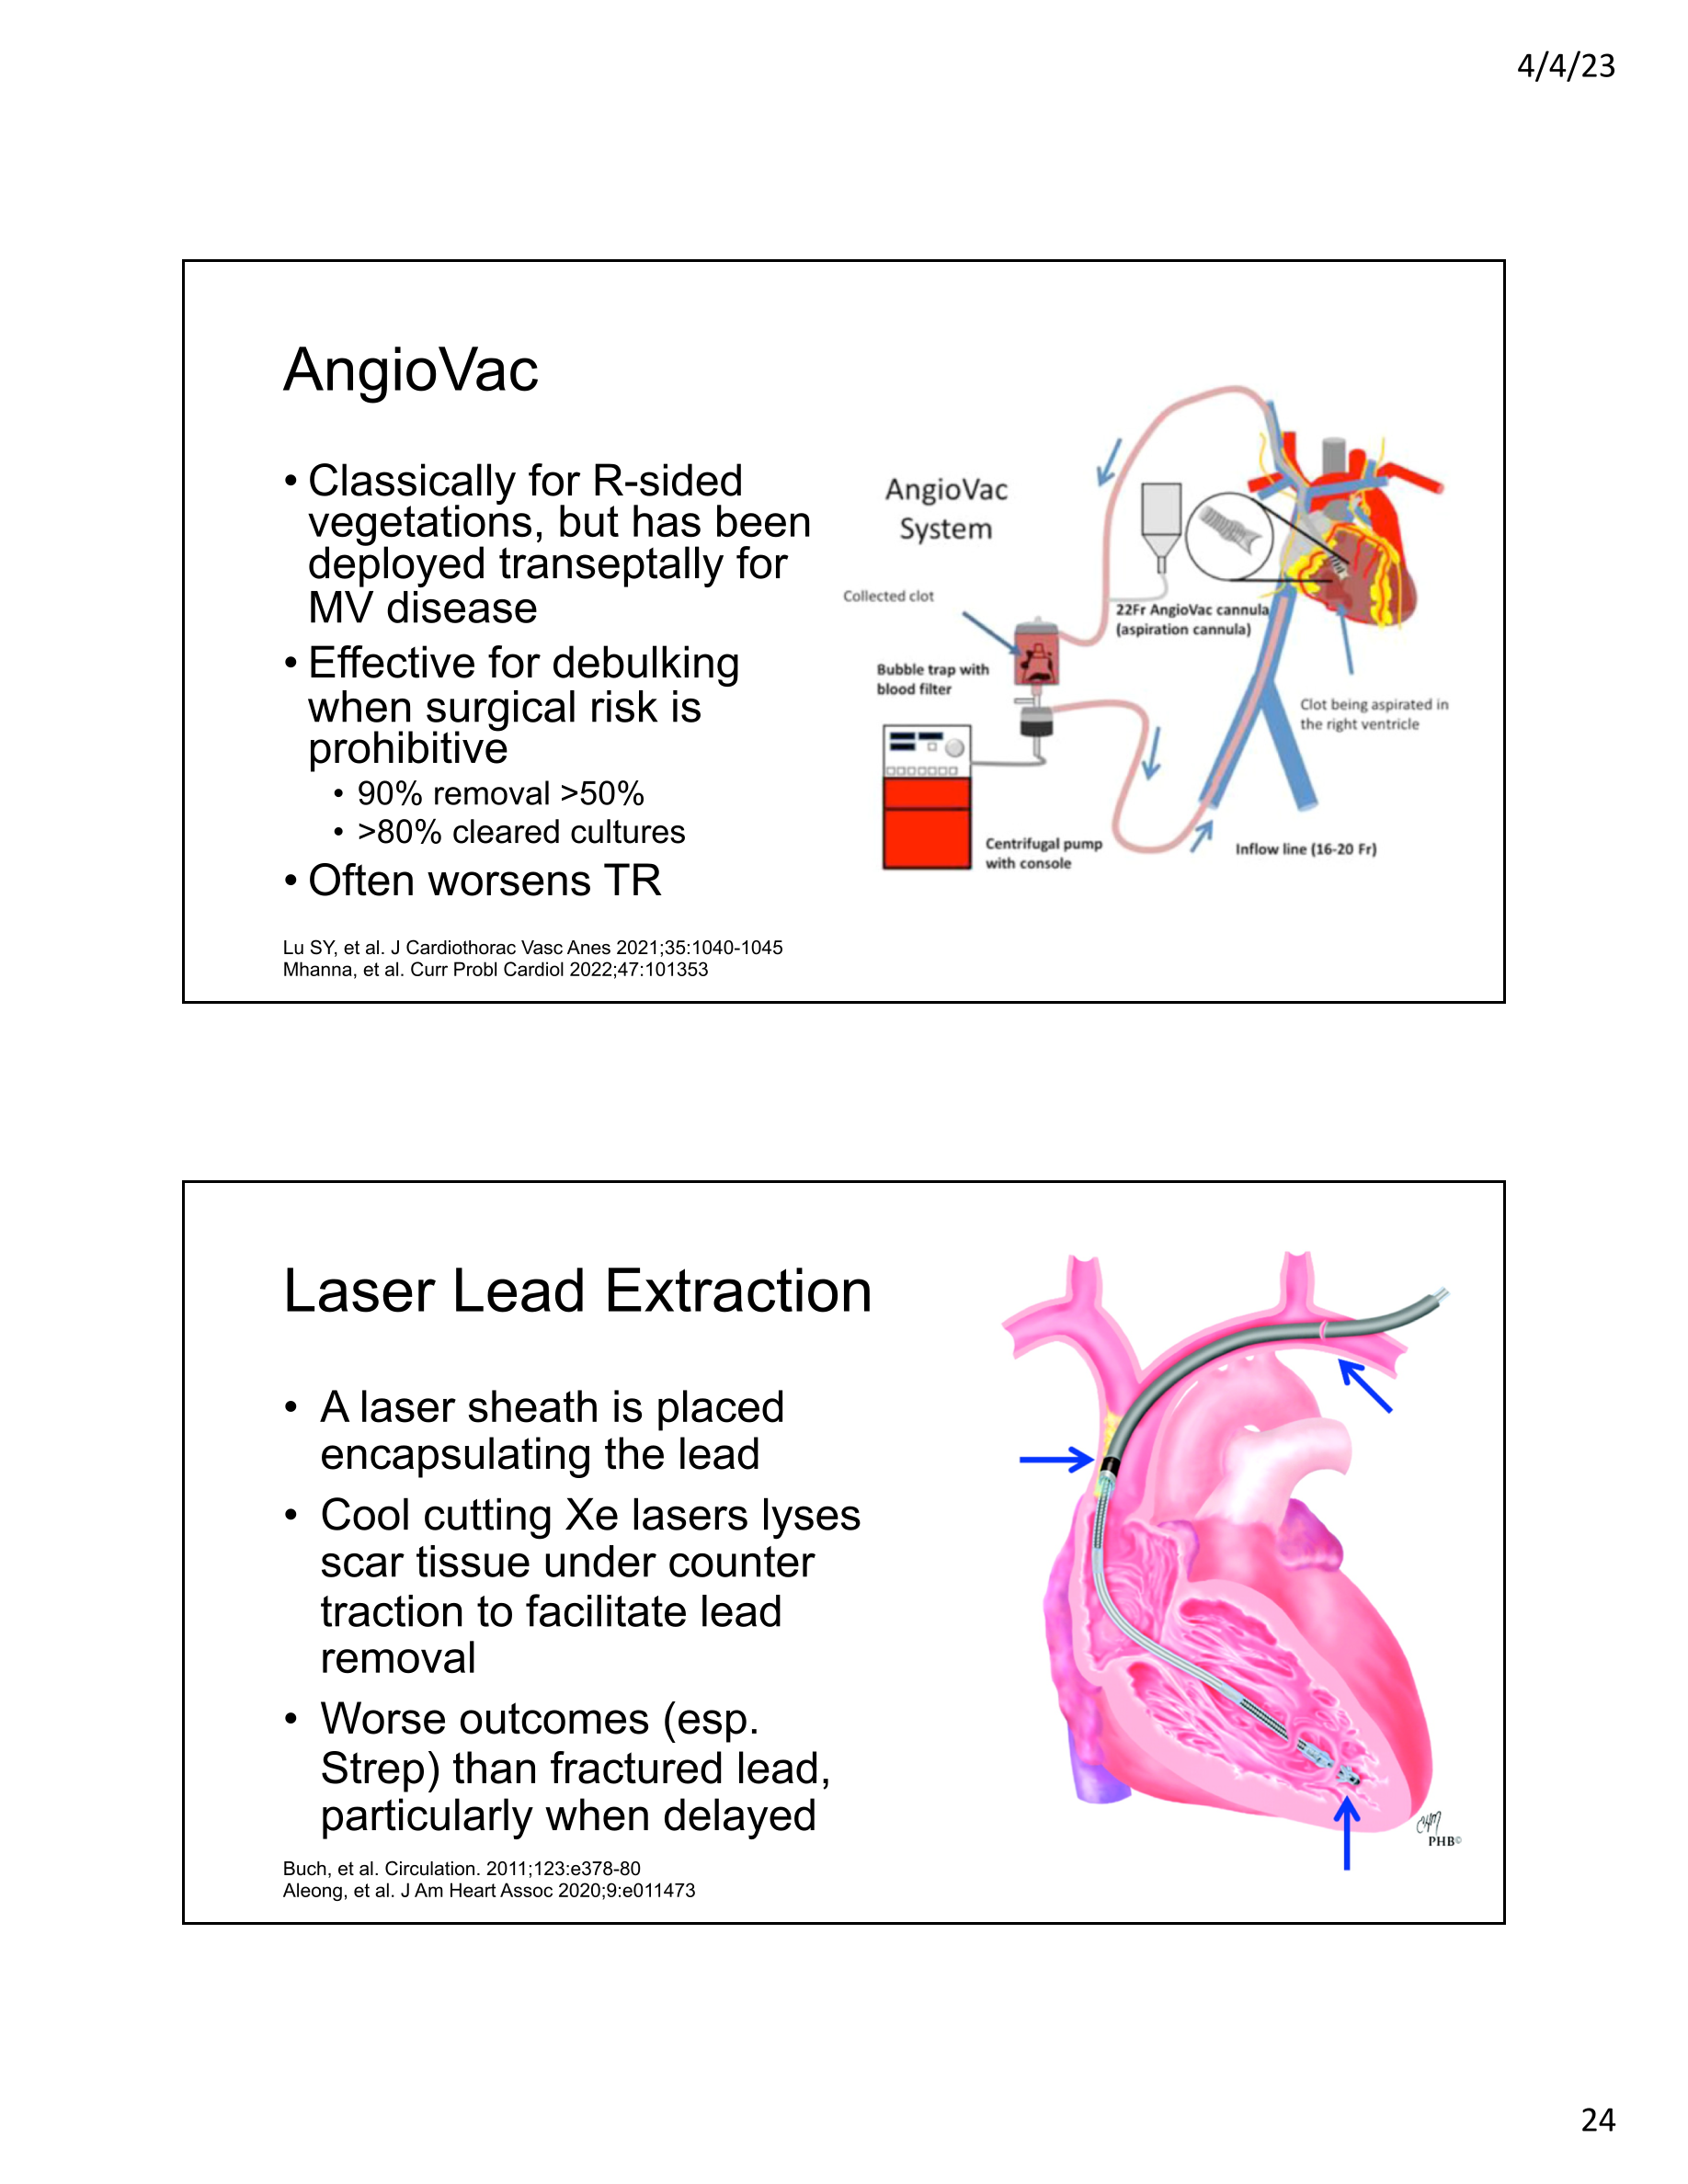 4/4/23
AngioVac
• Classically for R-sided
vegetations, but has been
deployed transeptally for
MV disease
• Effective for debulking
when surgical risk is
prohibitive
• 90% removal >50%
• >80% cleared cultures
• Often worsens TR
Lu SY, et al. J Cardiothorac Vasc Anes 2021;35:1040-1045
Mhanna, et al. Curr Probl Cardiol 2022;47:101353
AngioVac
System
Collected clot
22Fr AngioVac cannula
(aspiration cannula)
Bubble trap with
blood filter
Clot being aspirated in
the right ventricle
Centrifugal pump
with console
Inflow line (16-20 Fr)
Laser Lead Extraction
• A laser sheath is placed
encapsulating the lead
• Cool cutting Xe lasers lyses
scar tissue under counter
traction to facilitate lead
removal
• Worse outcomes (esp.
Strep) than fractured lead,
particularly when delayed
Buch, et al. Circulation. 2011;123:e378-80
Aleong, et al. J Am Heart Assoc 2020;9:e011473
PHB©
24